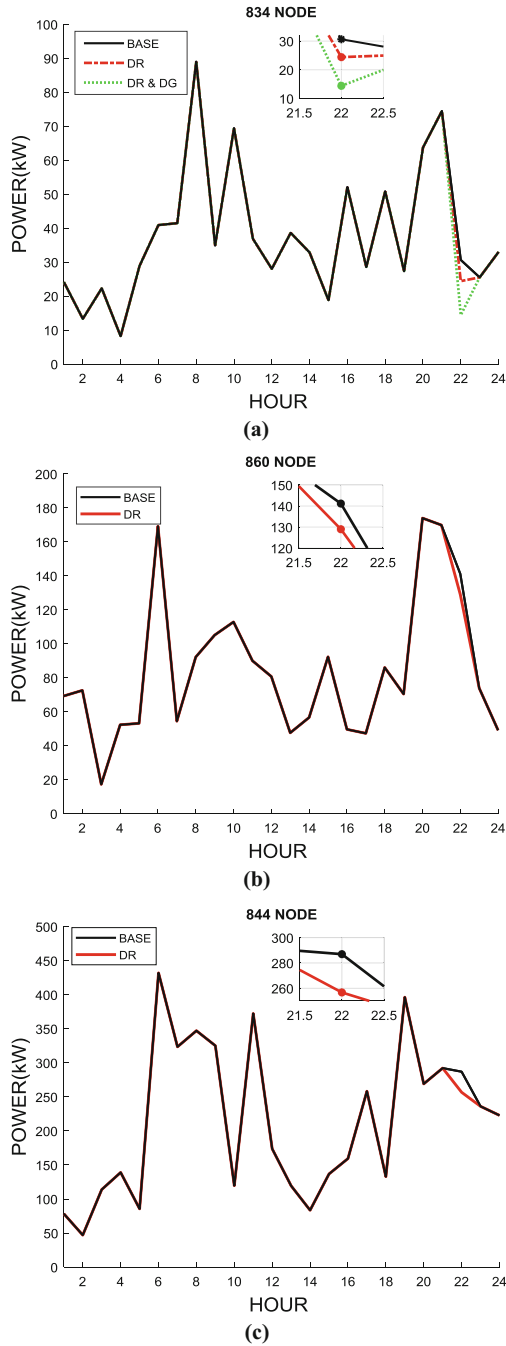 834 NODE
100
90
80
70
60
50
40
30
20
10
0
POWER(kW)
BASE
DR
DR & DG
30
20
10
21.5 22 22.5
2 4 6 8 10 12 14 16 18 20 22 24
HOUR
(a)
860 NODE
200
180
160
140
120
100
80
60
40
20
0
POWER(kW)
BASE
DR
150
140
130
120
21.5 22 22.5
2 4 6 8 10 12 14 16 18 20 22 24
HOUR
(b)
844 NODE
500
450
400
350
300
250
200
150
100
50
0
POWER(kW)
BASE
DR
300
280
260
21.5 22 22.5
2 4 6 8 10 12 14 16 18 20 22 24
HOUR
(c)